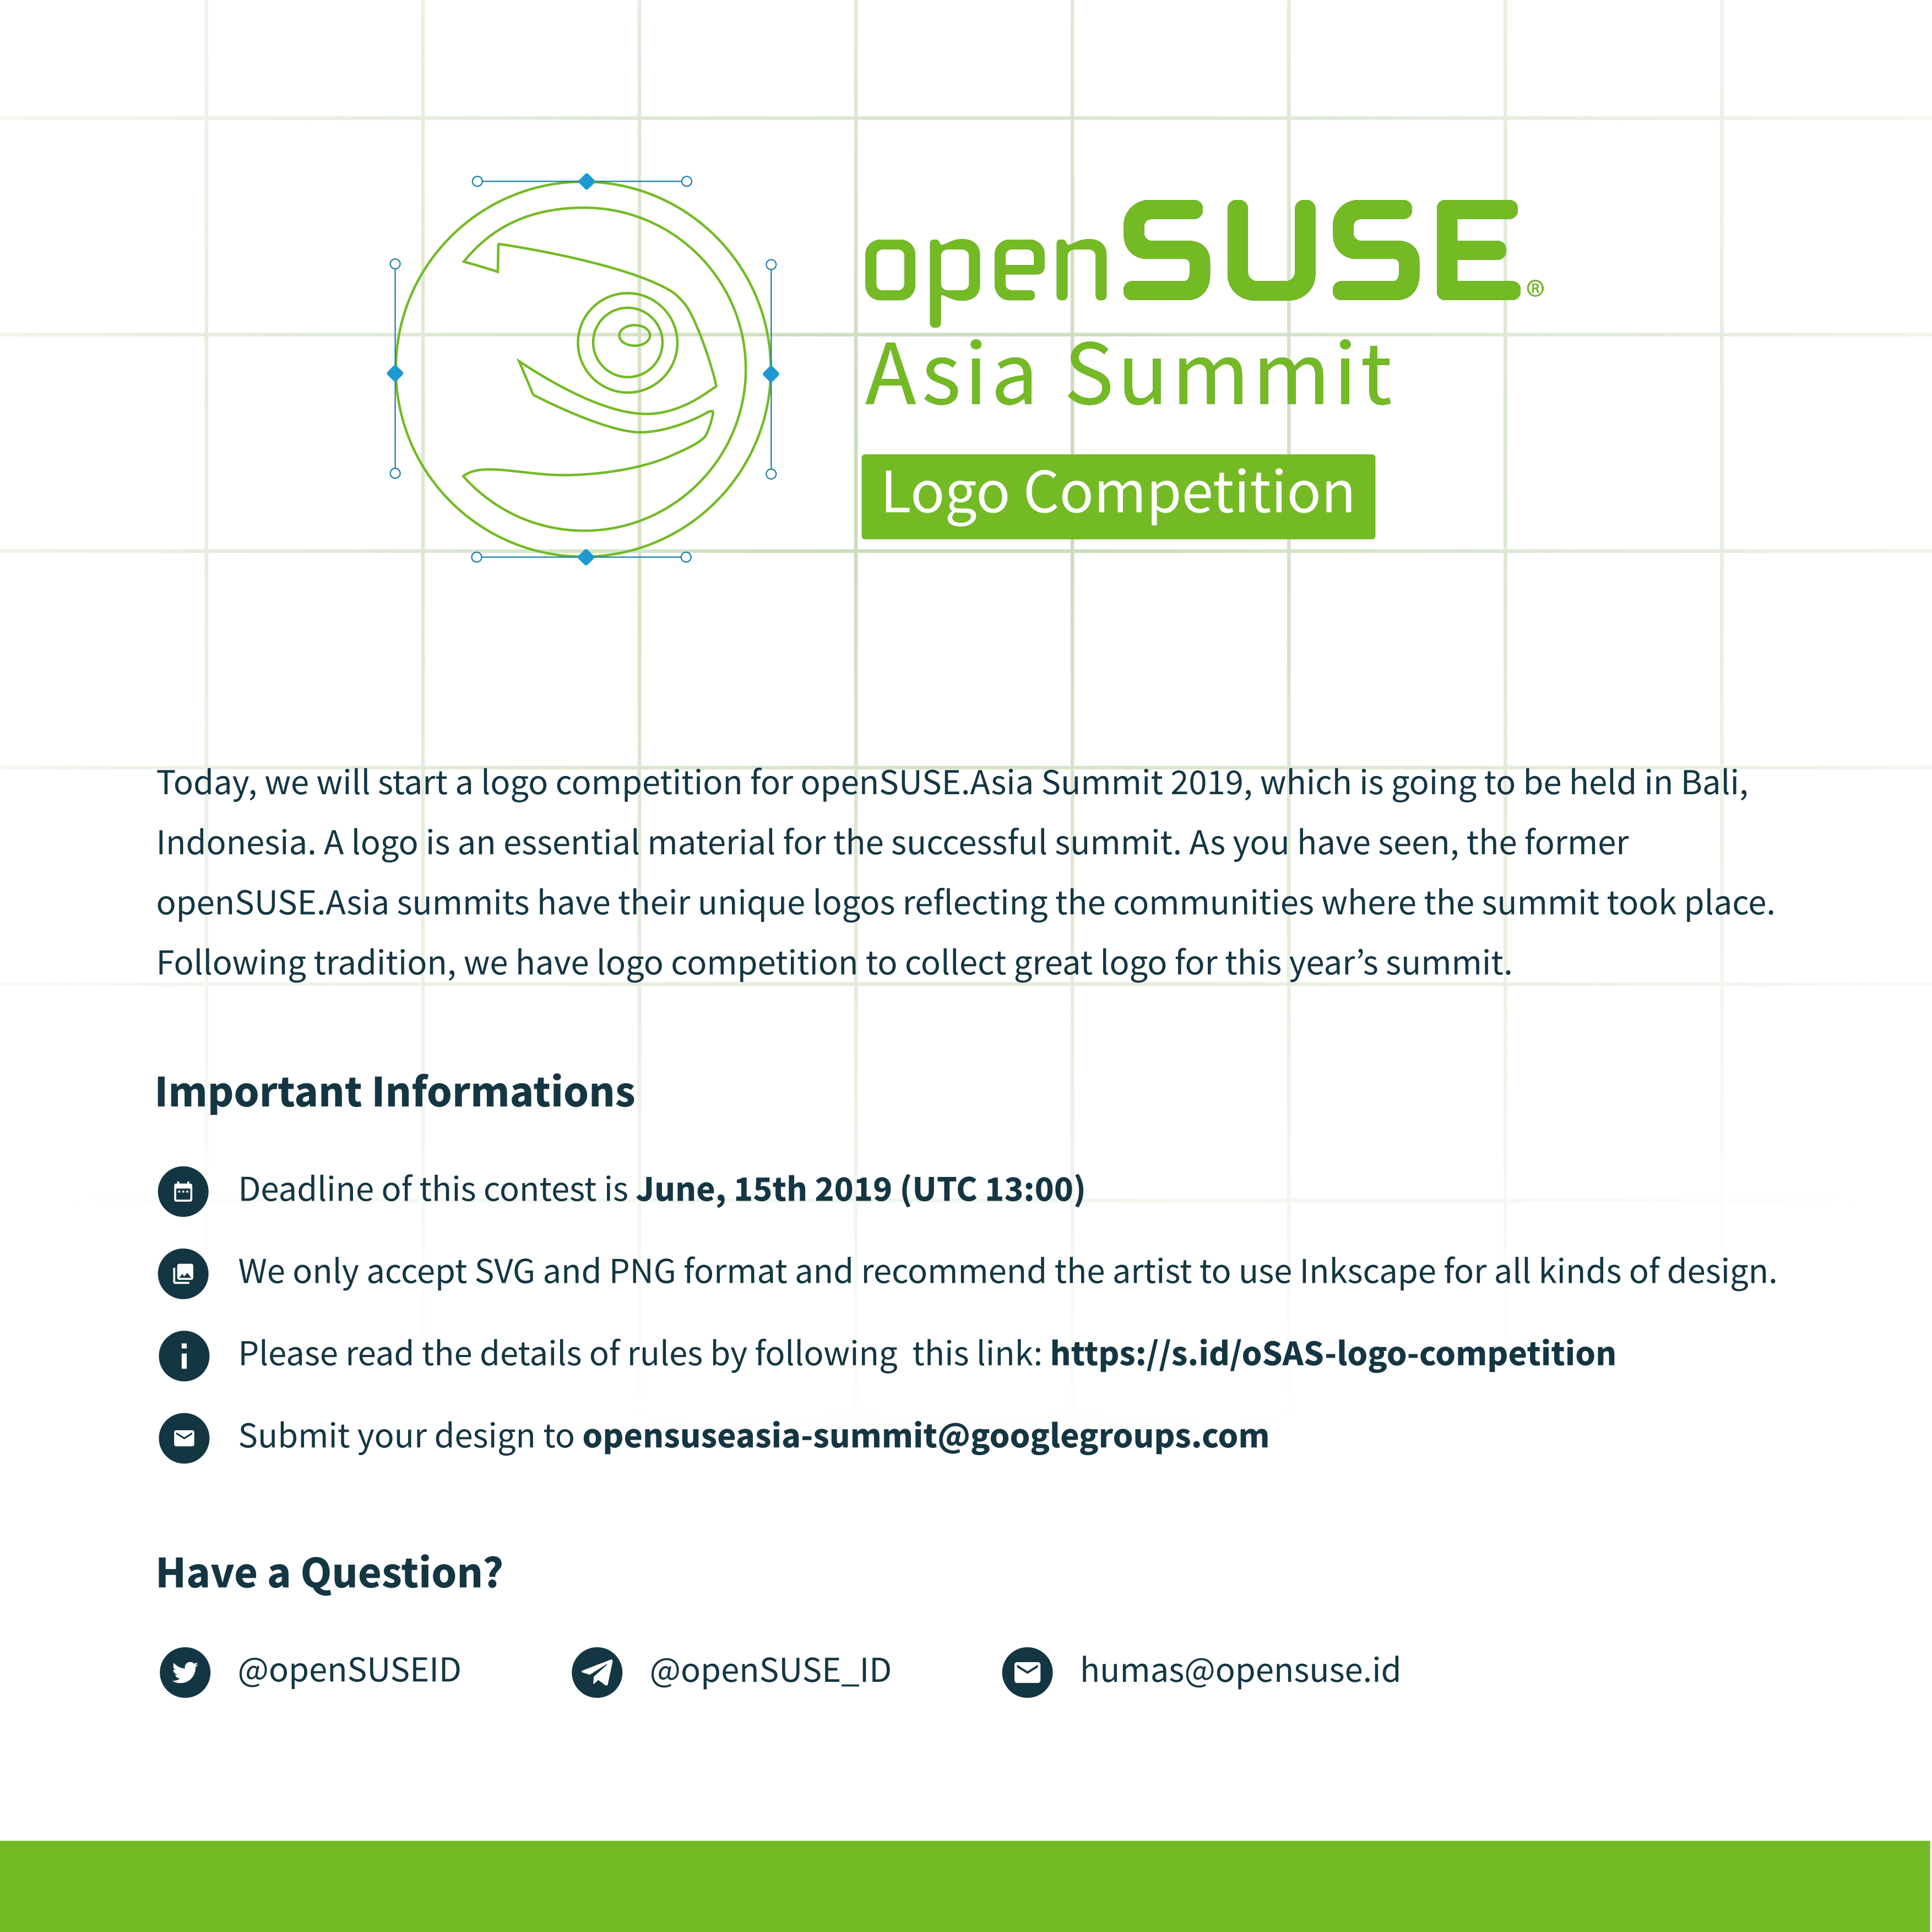 openSUSE®
Asia Summit
Logo Competition
Today, we will start a logo competition for openSUSE.Asia Summit 2019, which is going to be held in Bali,
Indonesia. A logo is an essential material for the successful summit. As you have seen, the former
openSUSE.Asia summits have their unique logos reflecting the communities where the summit took place.
Following tradition, we have logo competition to collect great logo for this year’s summit.
Important Informations
Deadline of this contest is June, 15th 2019 (UTC 13:00)
We only accept SVG and PNG format and recommend the artist to use Inkscape for all kinds of design.
Please read the details of rules by following  this link: https://s.id/oSAS-logo-competition
Submit your design to opensuseasia-summit@googlegroups.com
Have a Question?
@openSUSEID @openSUSE_ID humas@opensuse.id